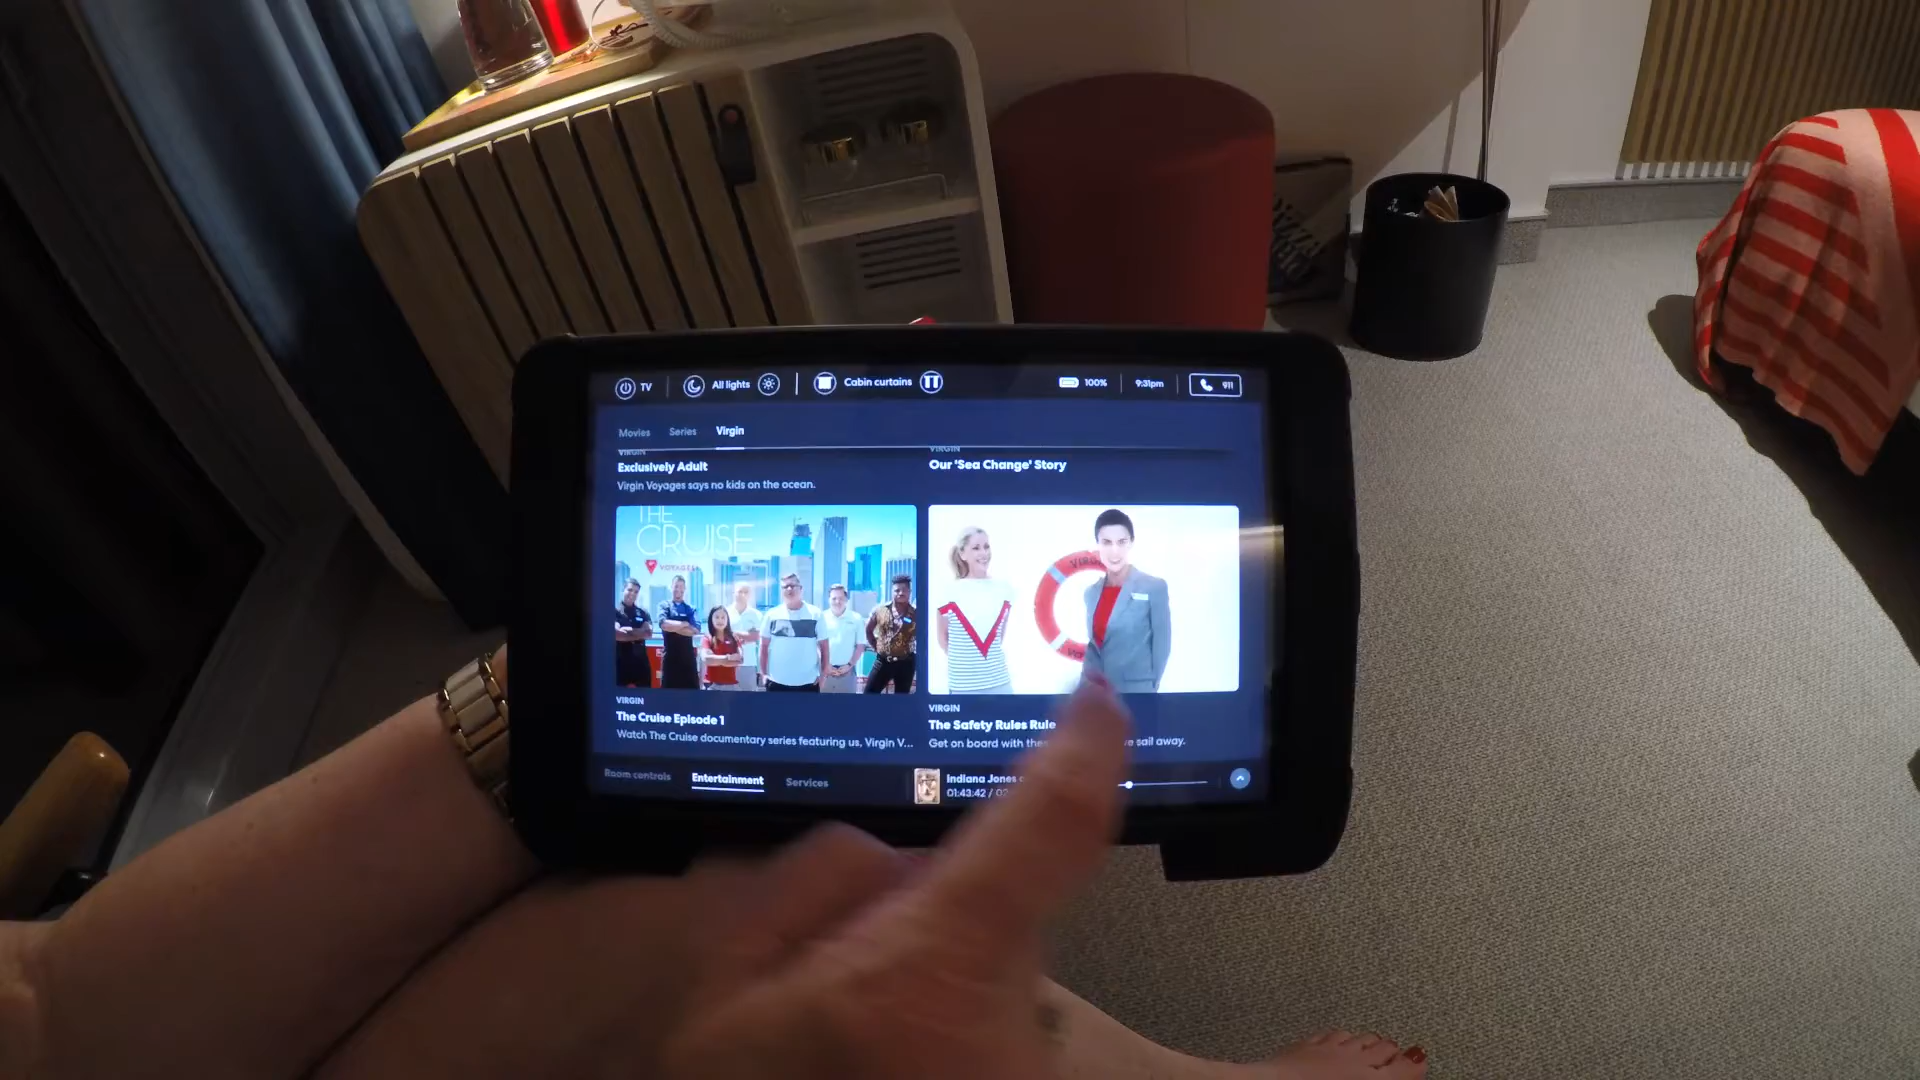 TV
All lights
Cabin curtains
100%
9:31pm
911
Movies
Series
Virgin
VIRGIN
Exclusively Adult
Virgin Voyages says no kids on the ocean.
VIRGIN
Our 'Sea Change' Story
THE
CRUISE
VOYAGES
VIRGIN
VIRGIN
The Cruise Episode 1
Watch The Cruise documentary series featuring us, Virgin V...
VIRGIN
The Safety Rules Rule
Get on board with sail away.
Room controls
Entertainment
Services
Indiana Jones
01:43:42 /